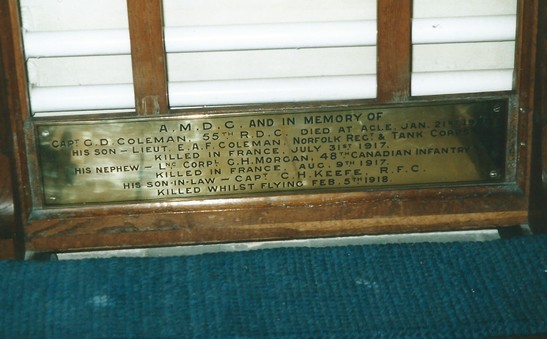 A.M.D.G. AND IN MEMORY OF
CAPT G.D. COLEMAN, 55TH R.D.C. DIED AT ACLE, JAN. 21ST
HIS SON – LIEUT. E.A.F. COLEMAN, NORFOLK REGT & TANK CORPS
KILLED IN FRANCE, JULY 31ST 1917.
HIS NEPHEW – LNC CORPL G.H. MORGAN, 48TH CANADIAN INFANTRY
KILLED IN FRANCE, AUG. 9TH 1917.
HIS SON-IN-LAW – CAPT C.H. KEEFE, R.F.C.
KILLED WHILST FLYING FEB. 5TH 1918.